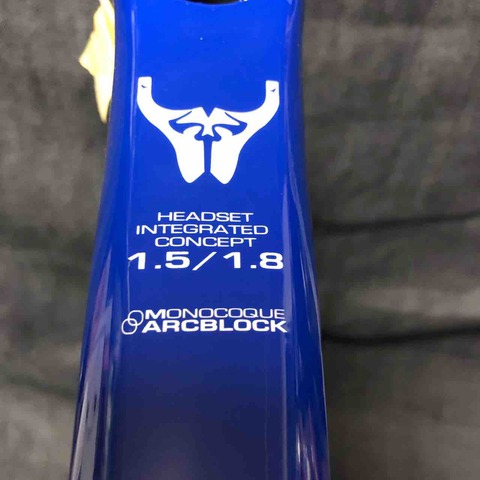 HEADSET
INTEGRATED
CONCEPT
1.5/1.8
MONOCOQUE
ARCBLOCK